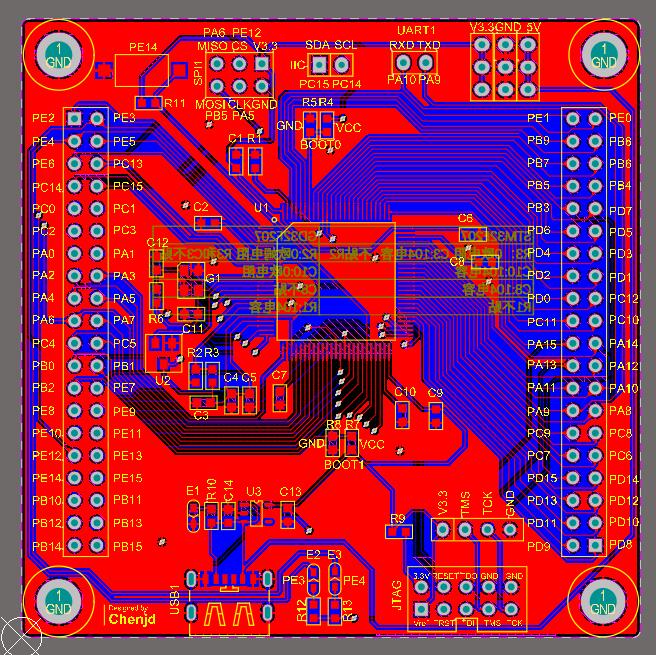 PA6 PE12
MISO CS V3.3
SPI1
MOSI CLKGND
PB5 PA5
SDA SCL
IIC
PC15 PC14
UART1
RXD TXD
PA10 PA9
V3.3GND 5V
1
GND
1
GND
PE14
R11
R5R4
GND
VCC
BOOT0
C1 R1
C2
U1
C12
G1
R6
C11
U2
R2R3
C4 C5
C7
C3
C6
C8
C10
C9
PE2 PE3
PE4 PE5
PE6 PC13
PC14 PC15
PC0 PC1
PC2 PC3
PA0 PA1
PA2 PA3
PA4 PA5
PA6 PA7
PC4 PC5
PB0 PB1
PB2 PE7
PE8 PE9
PE10 PE11
PE12 PE13
PE14 PE15
PB10 PB11
PB12 PB13
PB14 PB15
PE1 PE0
PB9 PB8
PB7 PB6
PB5 PB4
PB3 PD7
PD6 PD5
PD4 PD3
PD2 PD1
PD0 PC12
PC11 PC10
PA15 PA14
PA13 PA12
PA11 PA10
PA9 PA8
PC9 PC8
PC7 PC6
PD15 PD14
PD13 PD12
PD11 PD10
PD9 PD8
R8 R7
GND
VCC
BOOT1
E1
R10
C14
U3
C13
R9
V3.3
TMS
TCK
GND
E2 E3
PE3
PE4
R12
R13
USB1
JTAG
3.3V RESET TDO GND GND
TMS TCK
1
GND
1
GND
Designed by
Chenjd